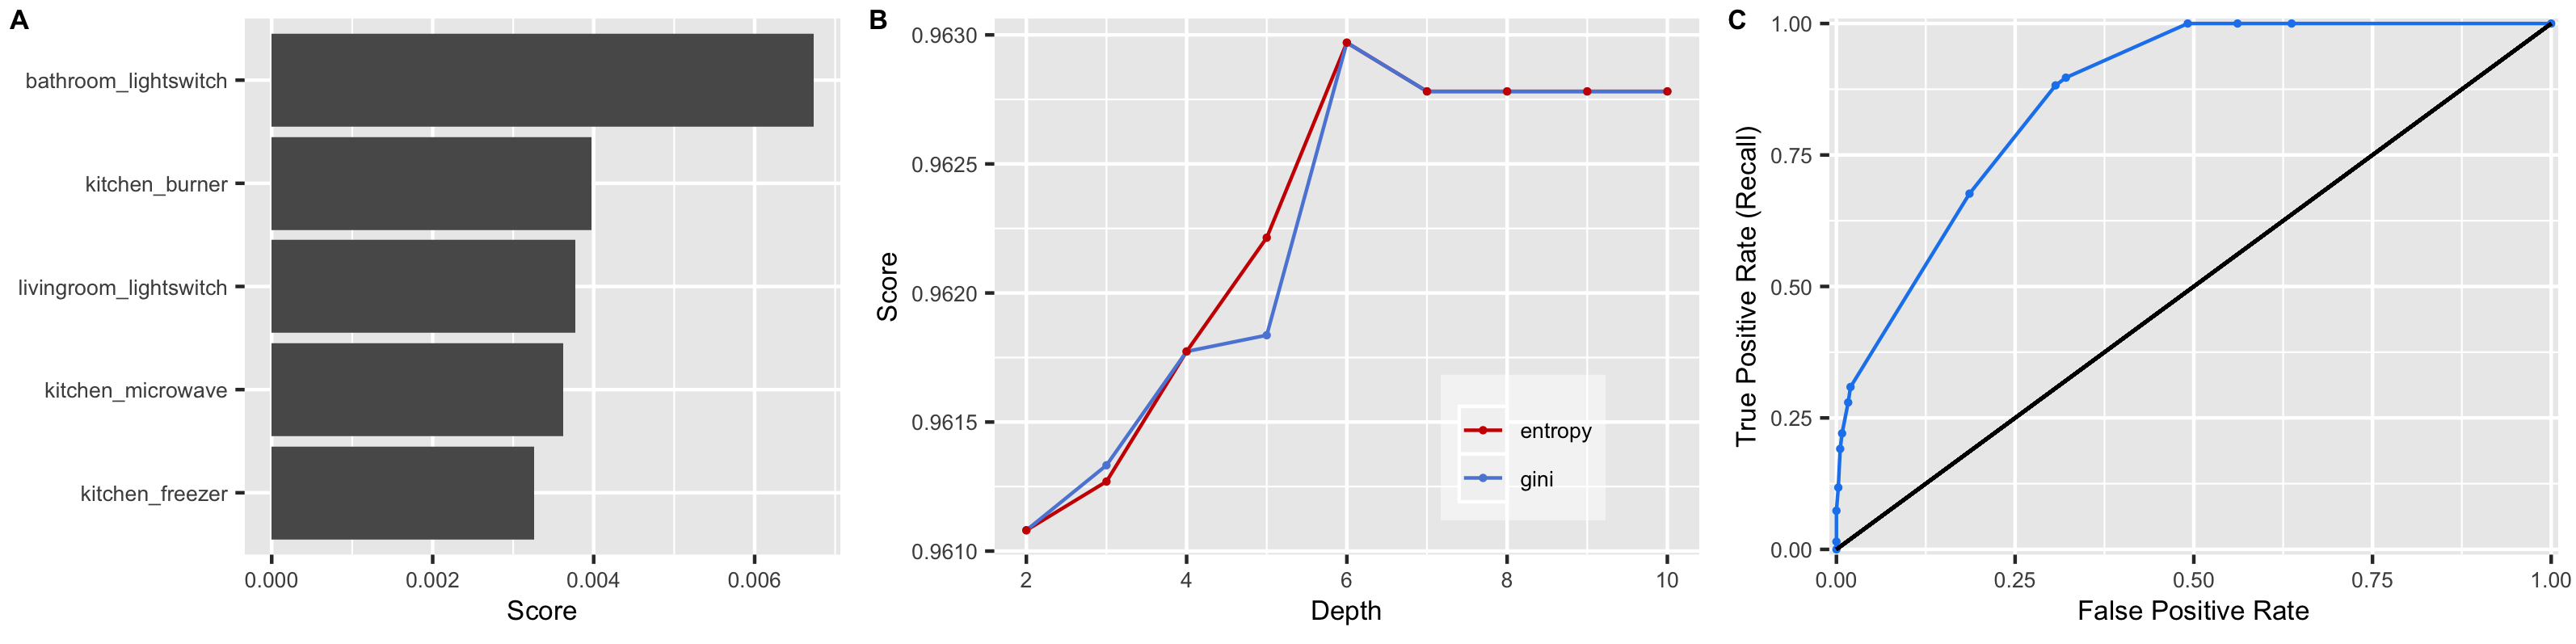 A
bathroom_lightswitch
kitchen_burner
livingroom_lightswitch
kitchen_microwave
kitchen_freezer
0.000 0.002 0.004 0.006
Score
B
0.9630
0.9625
0.9620
0.9615
0.9610
Score
entropy
gini
2 4 6 8 10
Depth
C
1.00
0.75
0.50
0.25
0.00
True Positive Rate (Recall)
0.00 0.25 0.50 0.75 1.00
False Positive Rate